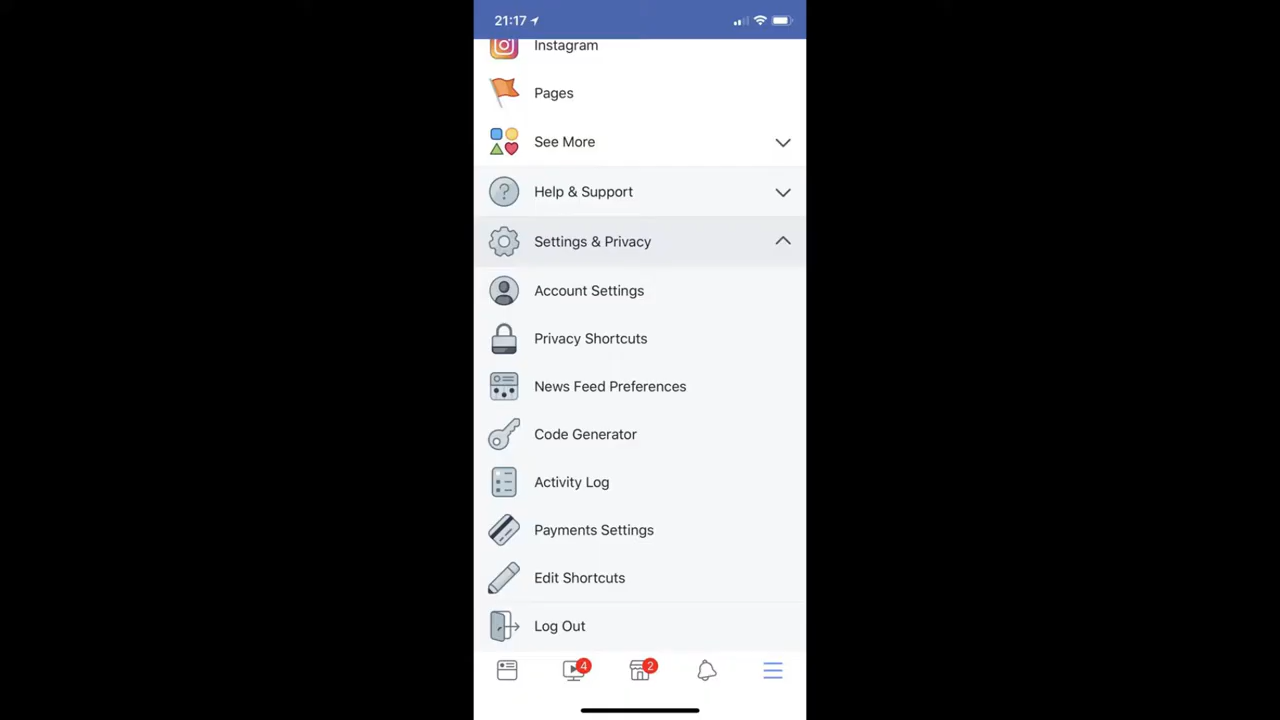 21:17
Instagram
Pages
See More
Help & Support
Settings & Privacy
Account Settings
Privacy Shortcuts
News Feed Preferences
Code Generator
Activity Log
Payments Settings
Edit Shortcuts
Log Out
4
2